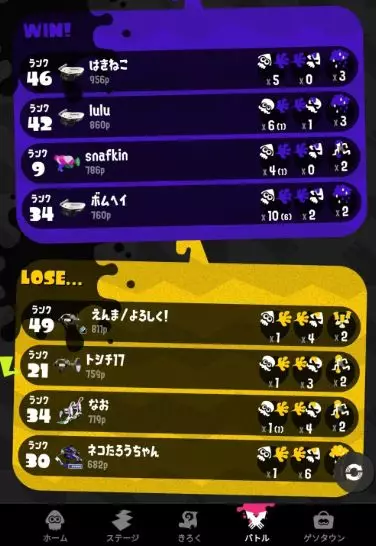 WIN!
ランク 46 はきねこ
956p x5 x0 x3
ランク 42 lulu
860p x6(1) x1 x3
ランク 9 snafkin
786p x4(1) x0 x2
ランク 34 ボムヘイ
760p x10(6) x2 x2
LOSE...
ランク 49 えんま/よろしく!
811p x1 x4 x2
ランク 21 トシチ17
759p x1 x3 x2
ランク 34 なお
719p x1(1) x4 x2
ランク 30 ネコたろうちゃん
682p x1 x6
ホーム ステージ きろく バトル ゲソタウン